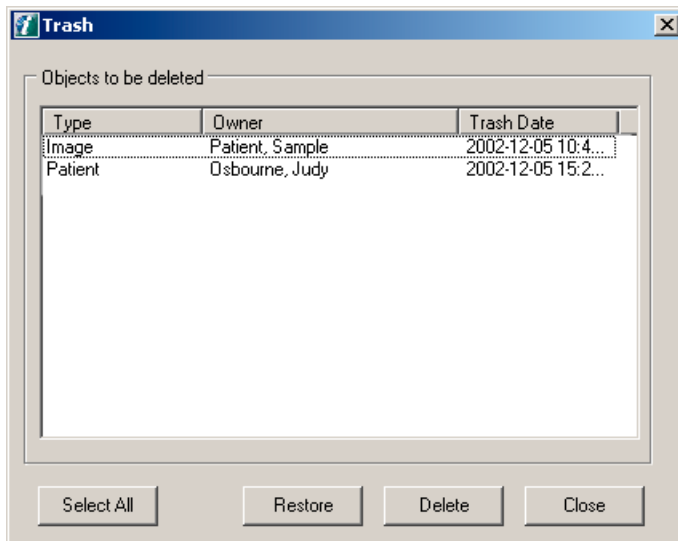 Trash
Objects to be deleted
Type Owner Trash Date
Image Patient, Sample 2002-12-05 10:4...
Patient Osbourne, Judy 2002-12-05 15:2...
Select All Restore Delete Close